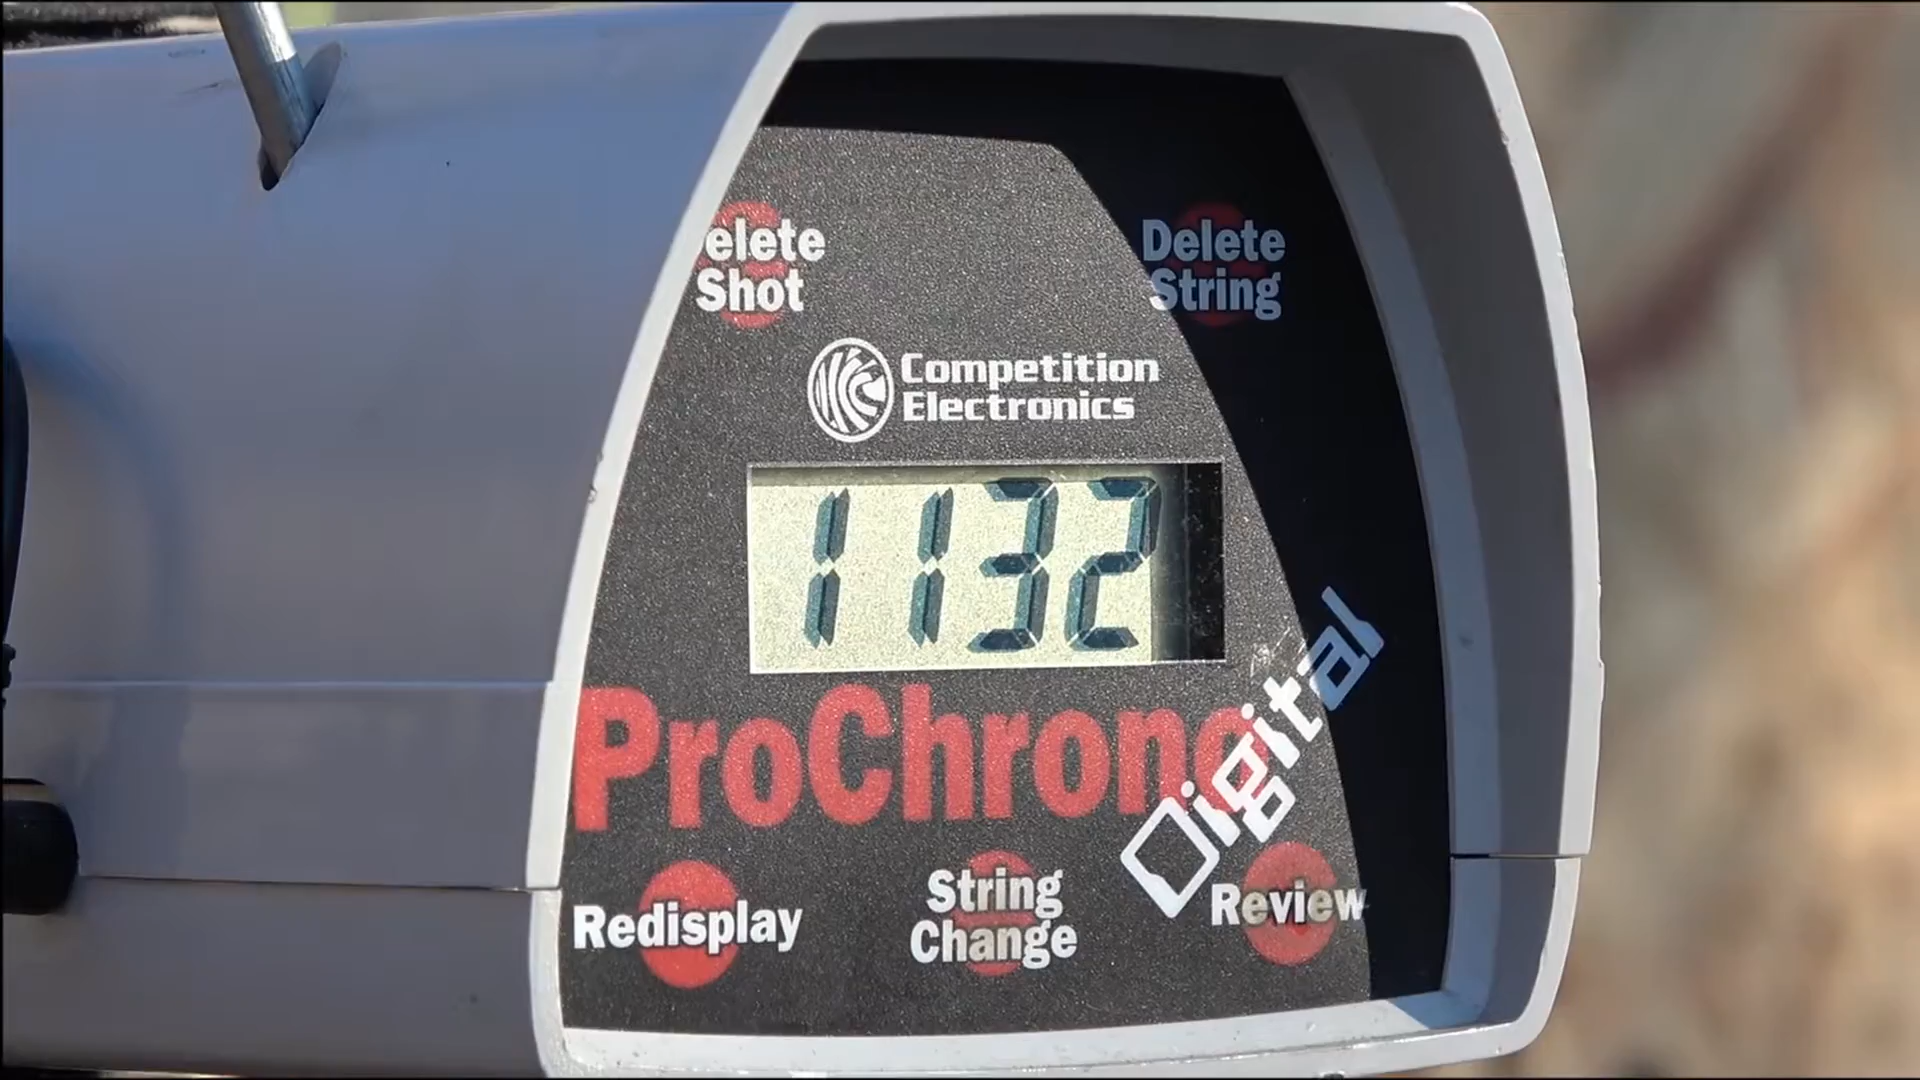 elete
Shot
Delete
String
Competition
Electronics
1132
ProChrono
Digital
Redisplay
String
Change
Review